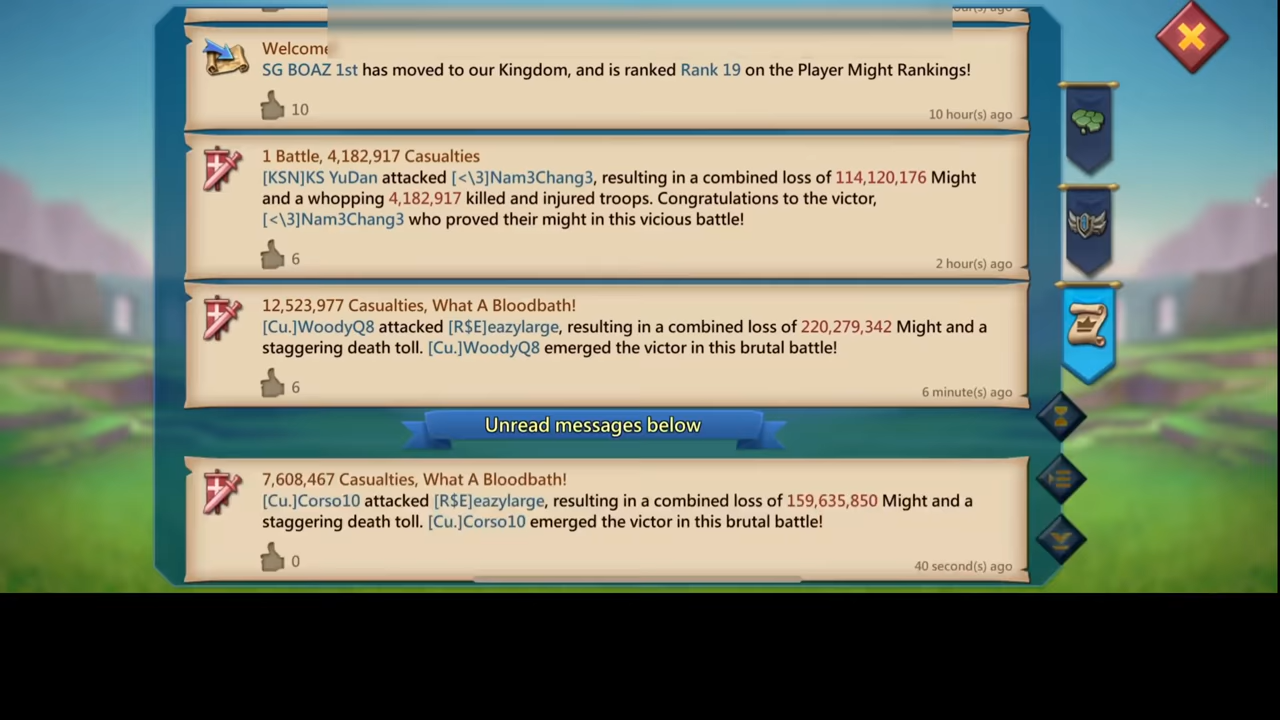 Welcome
SG BOAZ 1st has moved to our Kingdom, and is ranked Rank 19 on the Player Might Rankings!
10
10 hour(s) ago
1 Battle, 4,182,917 Casualties
[KSN]KS YuDan attacked [<\3]Nam3Chang3, resulting in a combined loss of 114,120,176 Might
and a whopping 4,182,917 killed and injured troops. Congratulations to the victor,
[<\3]Nam3Chang3 who proved their might in this vicious battle!
6
2 hour(s) ago
12,523,977 Casualties, What A Bloodbath!
[Cu.]WoodyQ8 attacked [R$E]eazylarge, resulting in a combined loss of 220,279,342 Might and a
staggering death toll. [Cu.]WoodyQ8 emerged the victor in this brutal battle!
6
6 minute(s) ago
Unread messages below
7,608,467 Casualties, What A Bloodbath!
[Cu.]Corso10 attacked [R$E]eazylarge, resulting in a combined loss of 159,635,850 Might and a
staggering death toll. [Cu.]Corso10 emerged the victor in this brutal battle!
0
40 second(s) ago